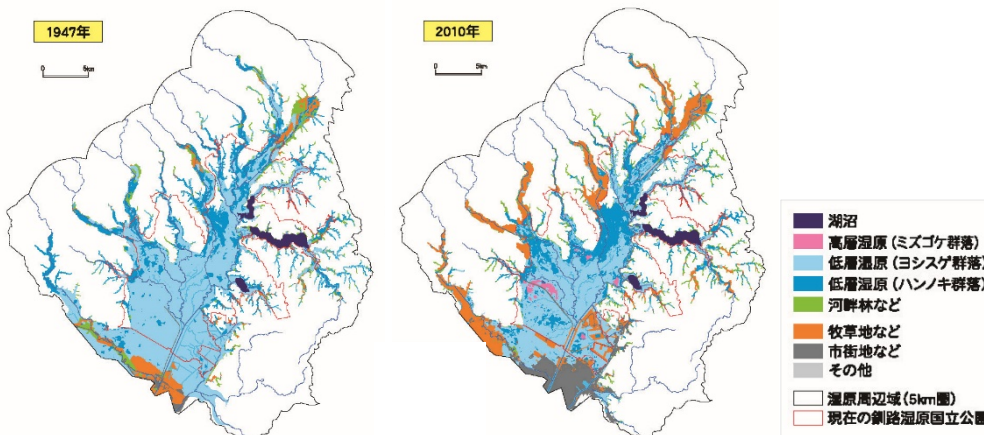 1947年
0 5km
2010年
0 5km
湖沼
高層湿原(ミズゴケ群落)
低層湿原(ヨシスゲ群落)
低層湿原(ハンノキ群落)
河畔林など
牧草地など
市街地など
その他
湿原周辺域(5km圏)
現在の釧路湿原国立公園